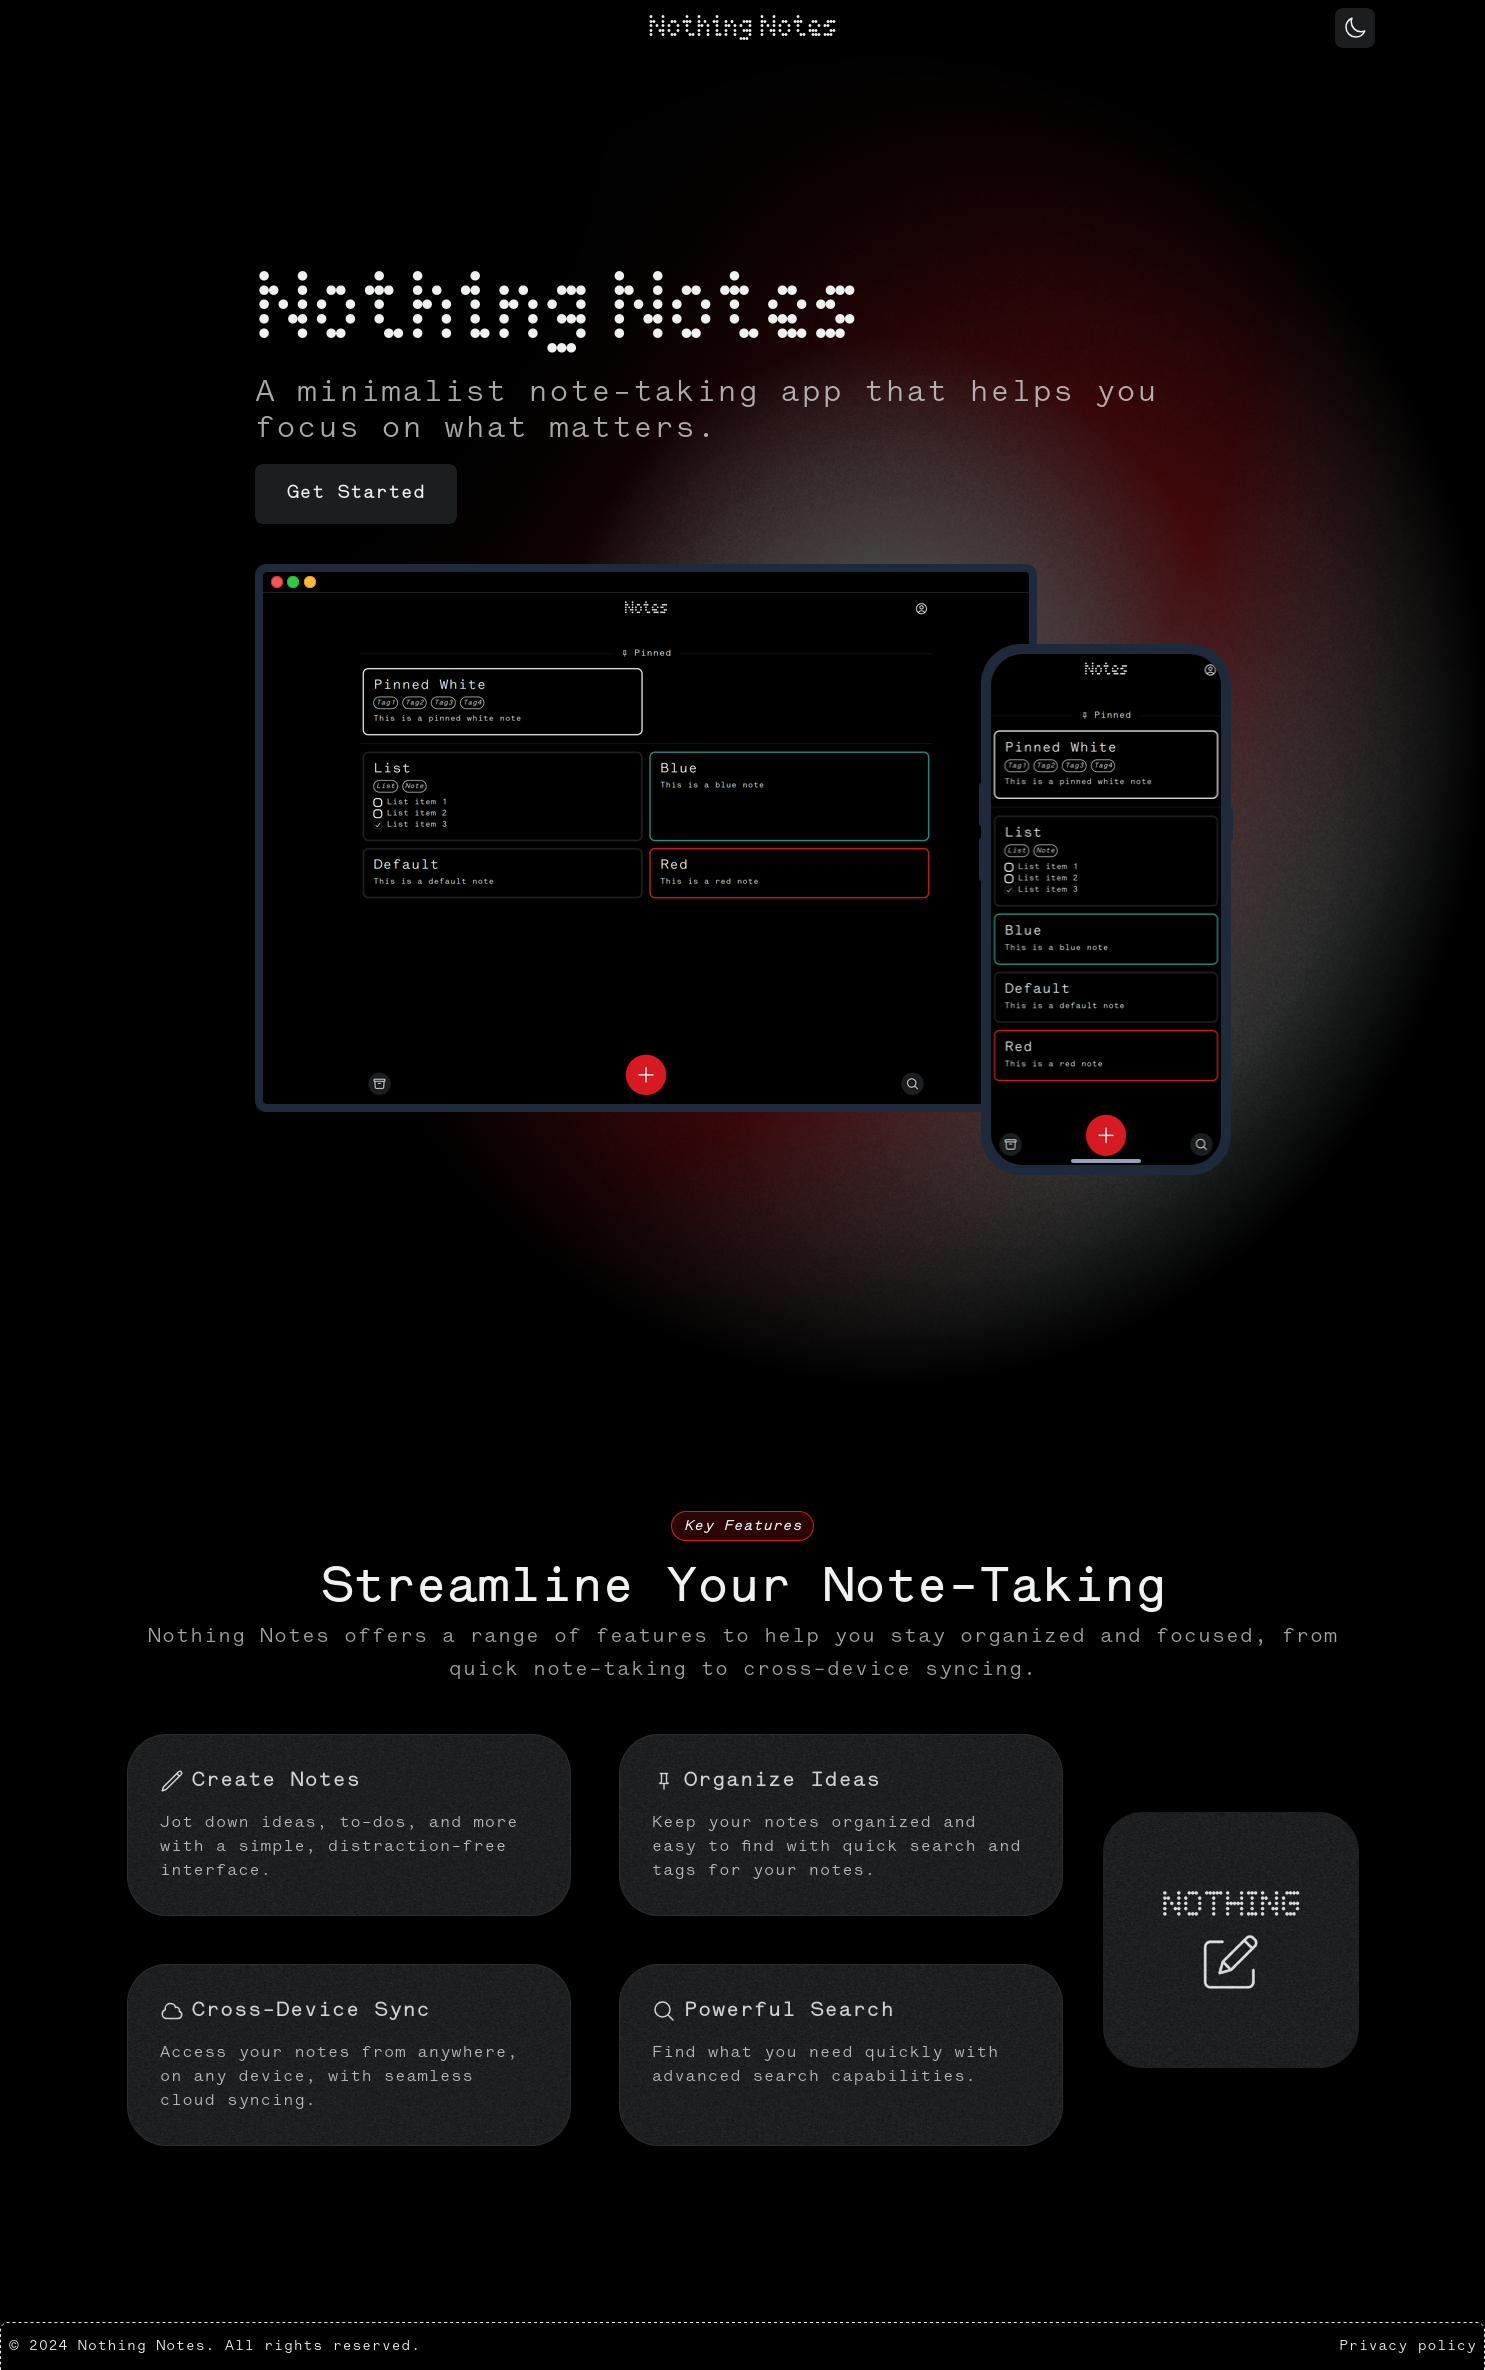 Nothing Notes
Nothing Notes
A minimalist note-taking app that helps you
focus on what matters.
Get Started
Notes
Pinned
Pinned White
Tag1 Tag2 Tag3 Tag4
This is a pinned white note
List
List Note
List item 1
List item 2
List item 3
Blue
This is a blue note
Default
This is a default note
Red
This is a red note
Notes
Pinned
Pinned White
Tag1 Tag2 Tag3 Tag4
This is a pinned white note
List
List Note
List item 1
List item 2
List item 3
Blue
This is a blue note
Default
This is a default note
Red
This is a red note
Key Features
Streamline Your Note-Taking
Nothing Notes offers a range of features to help you stay organized and focused, from
quick note-taking to cross-device syncing.
Create Notes
Jot down ideas, to-dos, and more
with a simple, distraction-free
interface.
Organize Ideas
Keep your notes organized and
easy to find with quick search and
tags for your notes.
Cross-Device Sync
Access your notes from anywhere,
on any device, with seamless
cloud syncing.
Powerful Search
Find what you need quickly with
advanced search capabilities.
NOTHING
© 2024 Nothing Notes. All rights reserved.
Privacy policy